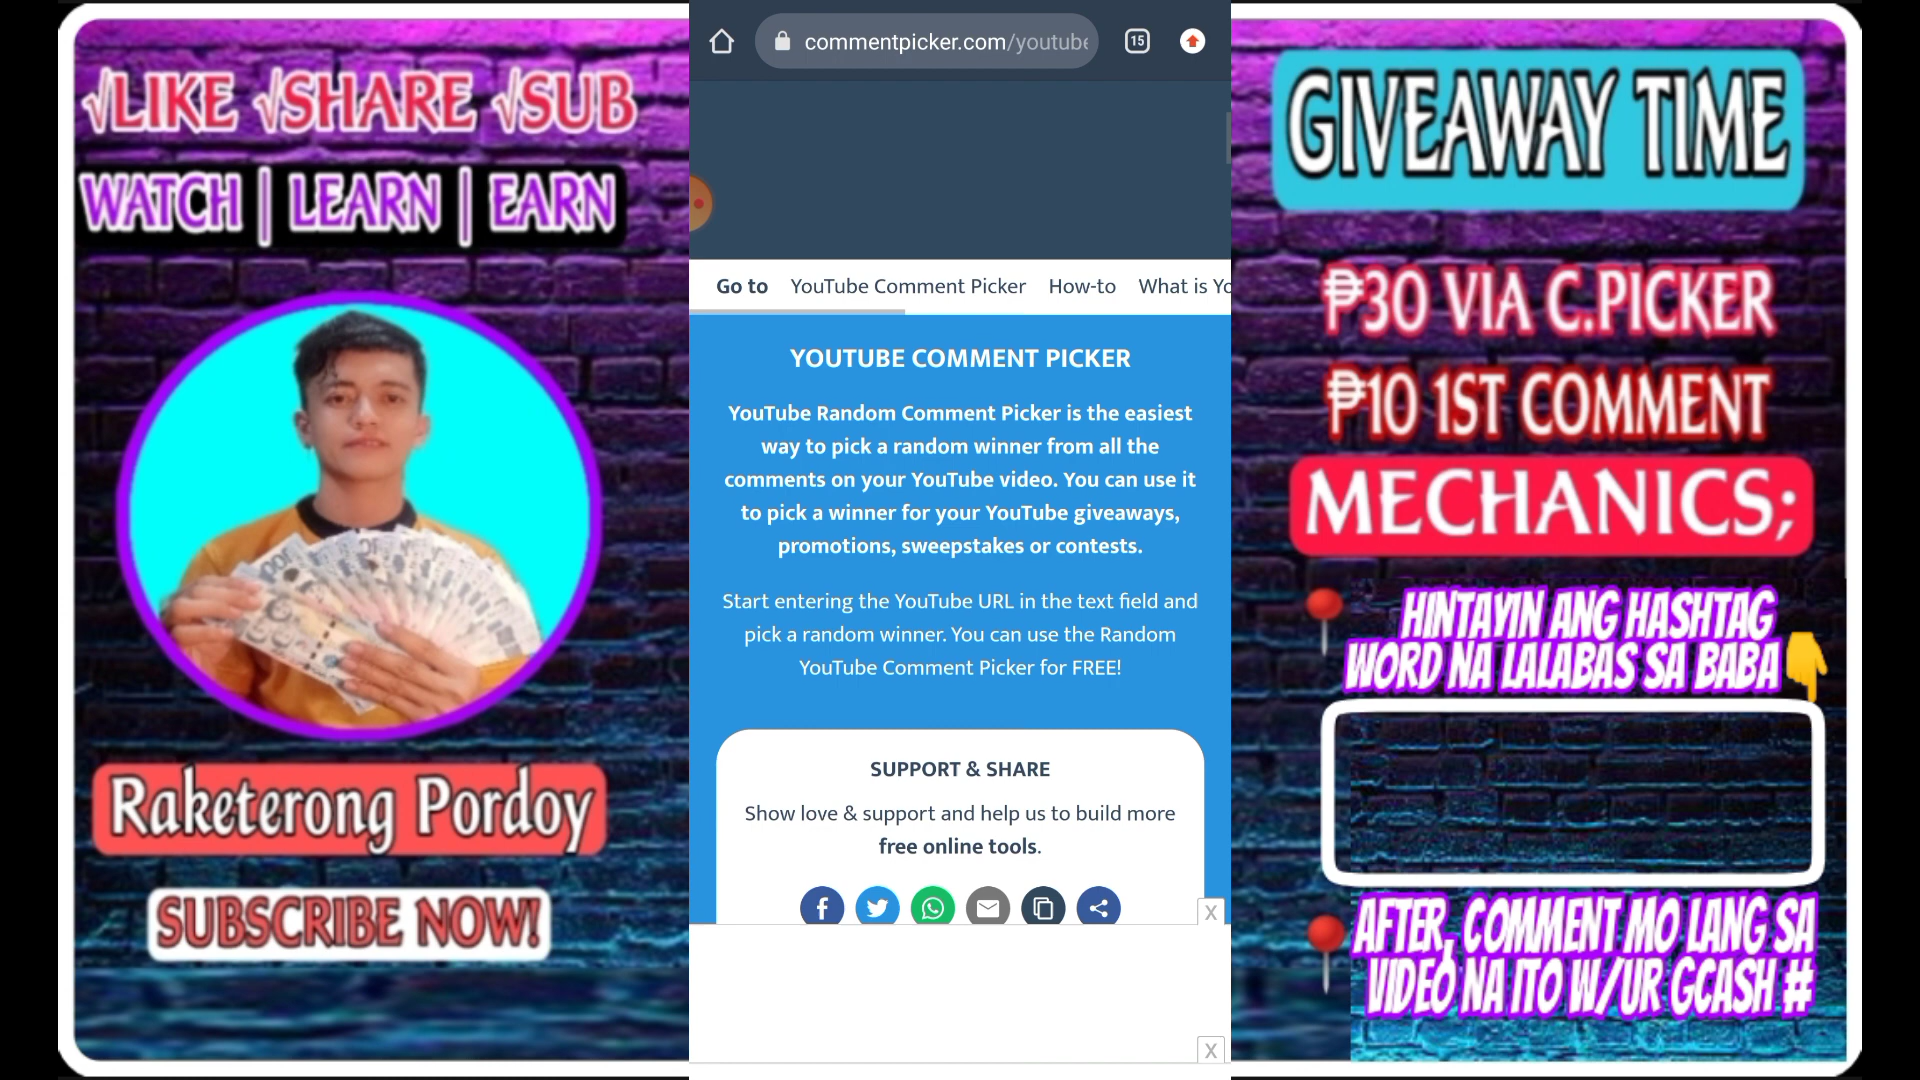 √LIKE √SHARE √SUB
WATCH | LEARN | EARN
Raketerong Pordoy
SUBSCRIBE NOW!
commentpicker.com/youtube
15
Go to YouTube Comment Picker How-to What is Yo
YOUTUBE COMMENT PICKER
YouTube Random Comment Picker is the easiest
way to pick a random winner from all the
comments on your YouTube video. You can use it
to pick a winner for your YouTube giveaways,
promotions, sweepstakes or contests.
Start entering the YouTube URL in the text field and
pick a random winner. You can use the Random
YouTube Comment Picker for FREE!
SUPPORT & SHARE
Show love & support and help us to build more
free online tools.
X
X
GIVEAWAY TIME
₱30 VIA C.PICKER
₱10 1ST COMMENT
MECHANICS;
HINTAYIN ANG HASHTAG
WORD NA LALABAS SA BABA
AFTER, COMMENT MO LANG SA
VIDEO NA ITO W/UR GCASH #